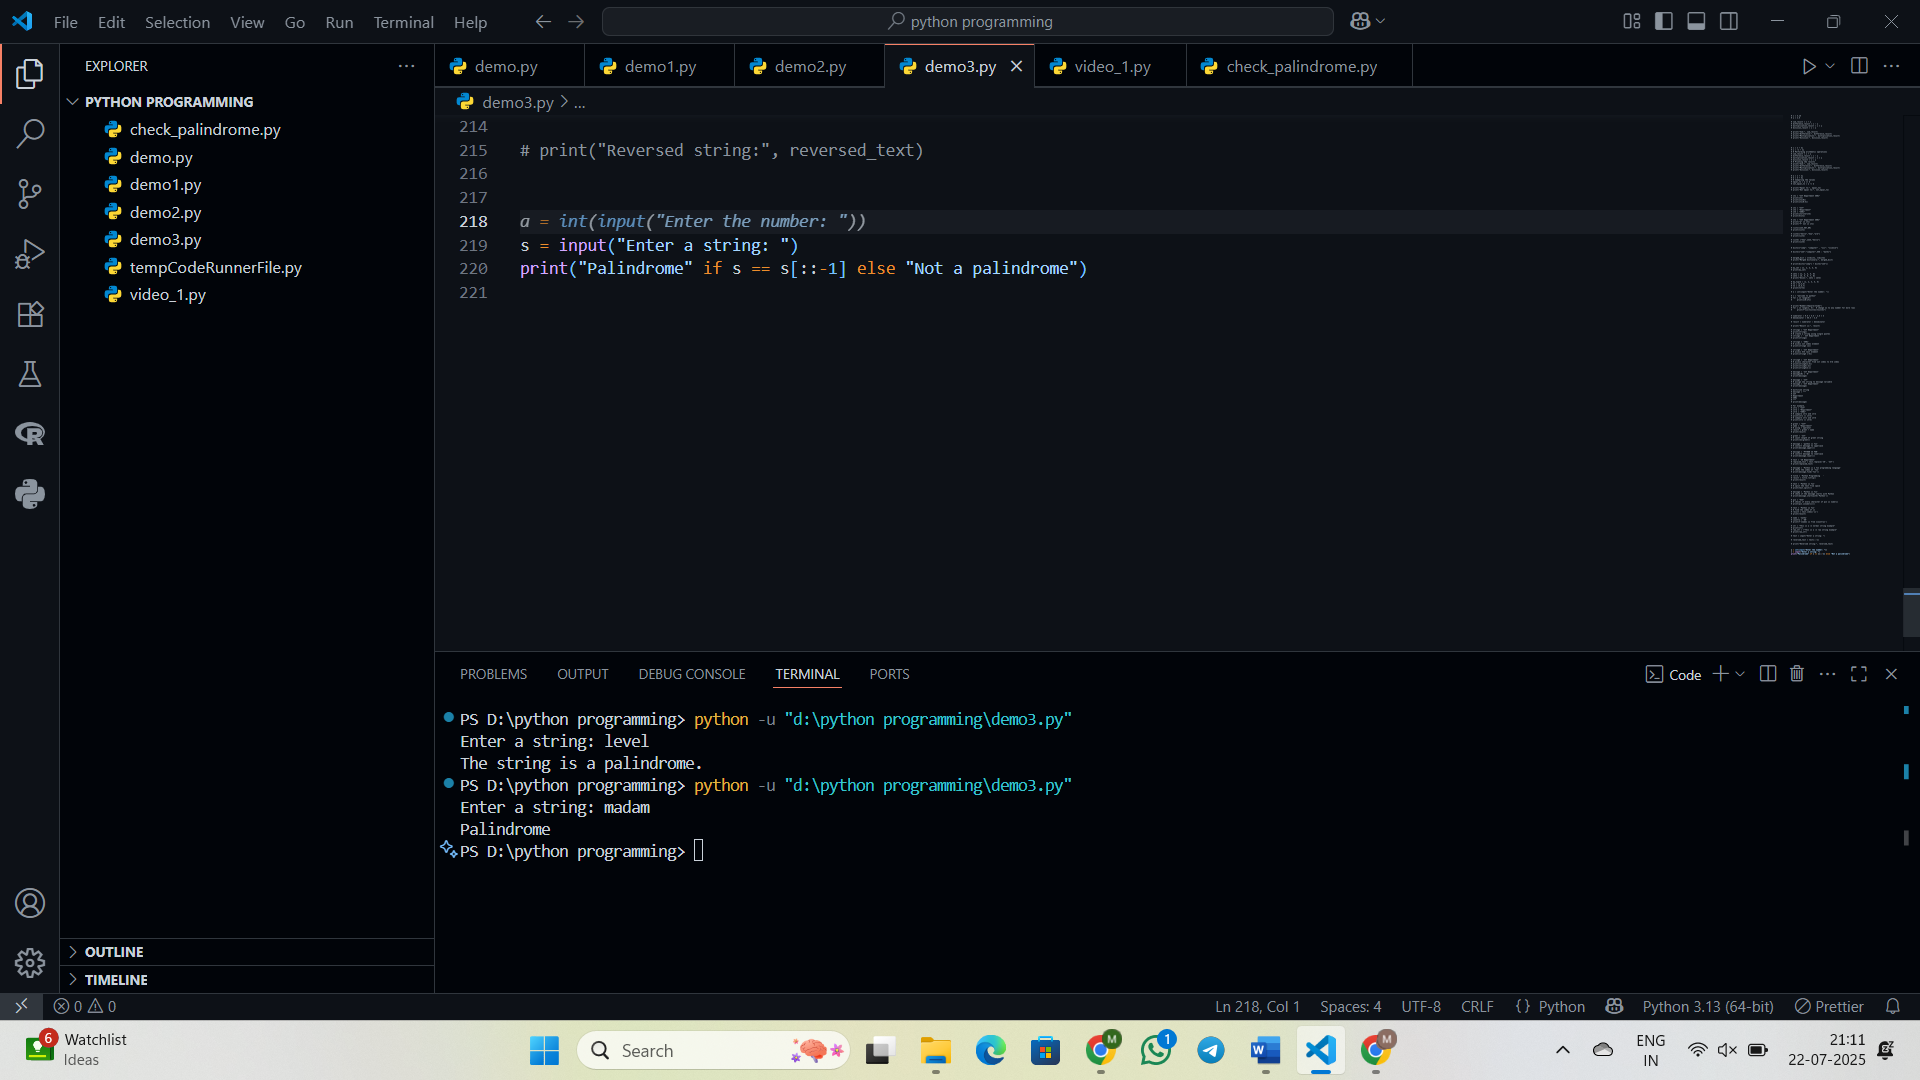 File Edit Selection View Go Run Terminal Help
python programming
EXPLORER
PYTHON PROGRAMMING
check_palindrome.py
demo.py
demo1.py
demo2.py
demo3.py
tempCodeRunnerFile.py
video_1.py
OUTLINE
TIMELINE
demo.py demo1.py demo2.py demo3.py video_1.py check_palindrome.py
demo3.py > ...
214
215 # print("Reversed string:", reversed_text)
216
217
218 a = int(input("Enter the number: "))
219 s = input("Enter a string: ")
220 print("Palindrome" if s == s[::-1] else "Not a palindrome")
221
PROBLEMS OUTPUT DEBUG CONSOLE TERMINAL PORTS
Code
PS D:\python programming> python -u "d:\python programming\demo3.py"
Enter a string: level
The string is a palindrome.
PS D:\python programming> python -u "d:\python programming\demo3.py"
Enter a string: madam
Palindrome
PS D:\python programming>
0 0
Ln 218, Col 1 Spaces: 4 UTF-8 CRLF {} Python Python 3.13 (64-bit) Prettier
6
Watchlist
Ideas
Search
M
1
W
M
ENG
IN
21:11
22-07-2025